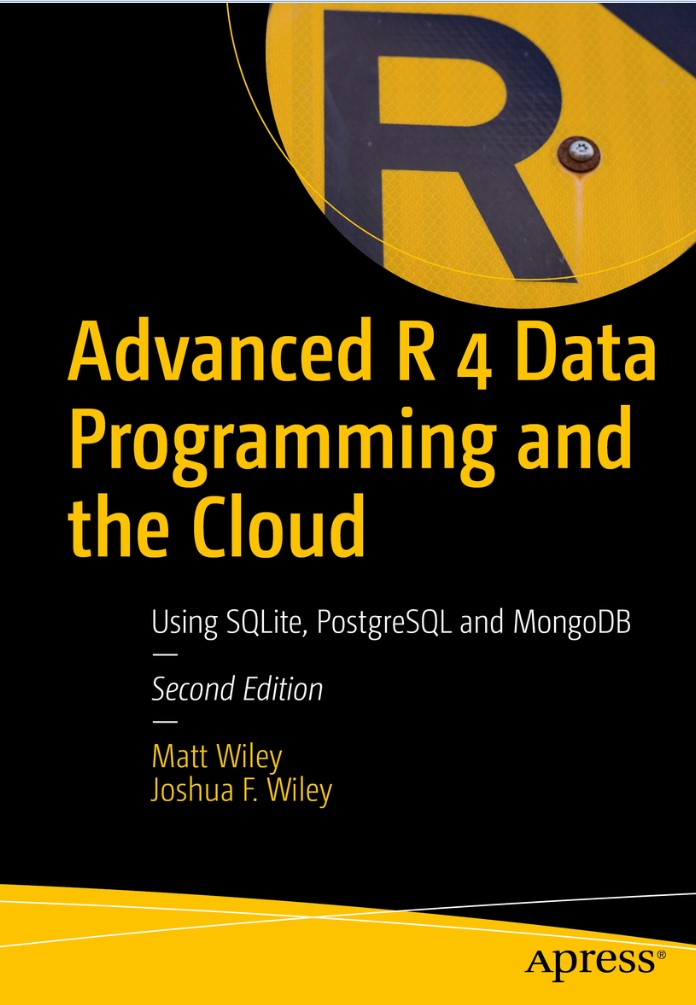 R
Advanced R 4 Data
Programming and
the Cloud
Using SQLite, PostgreSQL and MongoDB
—
Second Edition
—
Matt Wiley
Joshua F. Wiley
Apress®